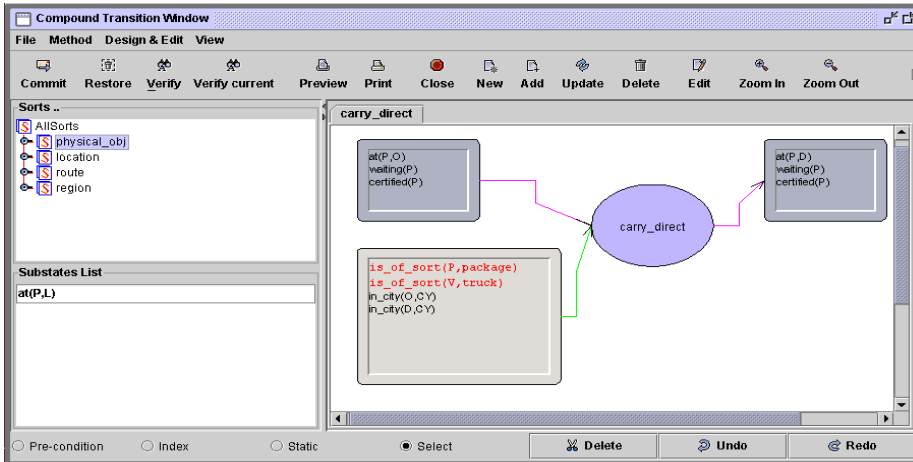 Compound Transition Window
File Method Design & Edit View
Commit Restore Verify Verify current Preview Print Close New Add Update Delete Edit Zoom In Zoom Out
Sorts ..
AllSorts
physical_obj
location
route
region
Substates List
at(P,L)
carry_direct
at(P,O)
waiting(P)
certified(P)
is_of_sort(P,package)
is_of_sort(V,truck)
in_city(O,CY)
in_city(D,CY)
carry_direct
at(P,D)
waiting(P)
certified(P)
Pre-condition Index Static Select Delete Undo Redo